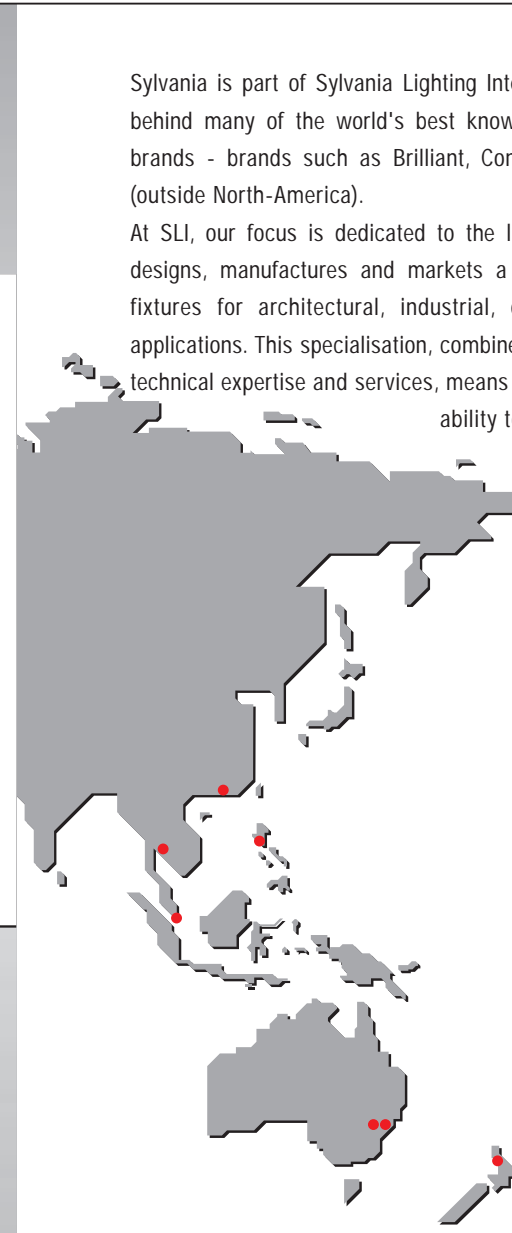 Sylvania is part of Sylvania Lighting Inte
behind many of the world's best know
brands - brands such as Brilliant, Con
(outside North-America).
At SLI, our focus is dedicated to the l
designs, manufactures and markets a
fixtures for architectural, industrial,
applications. This specialisation, combine
technical expertise and services, means
ability t